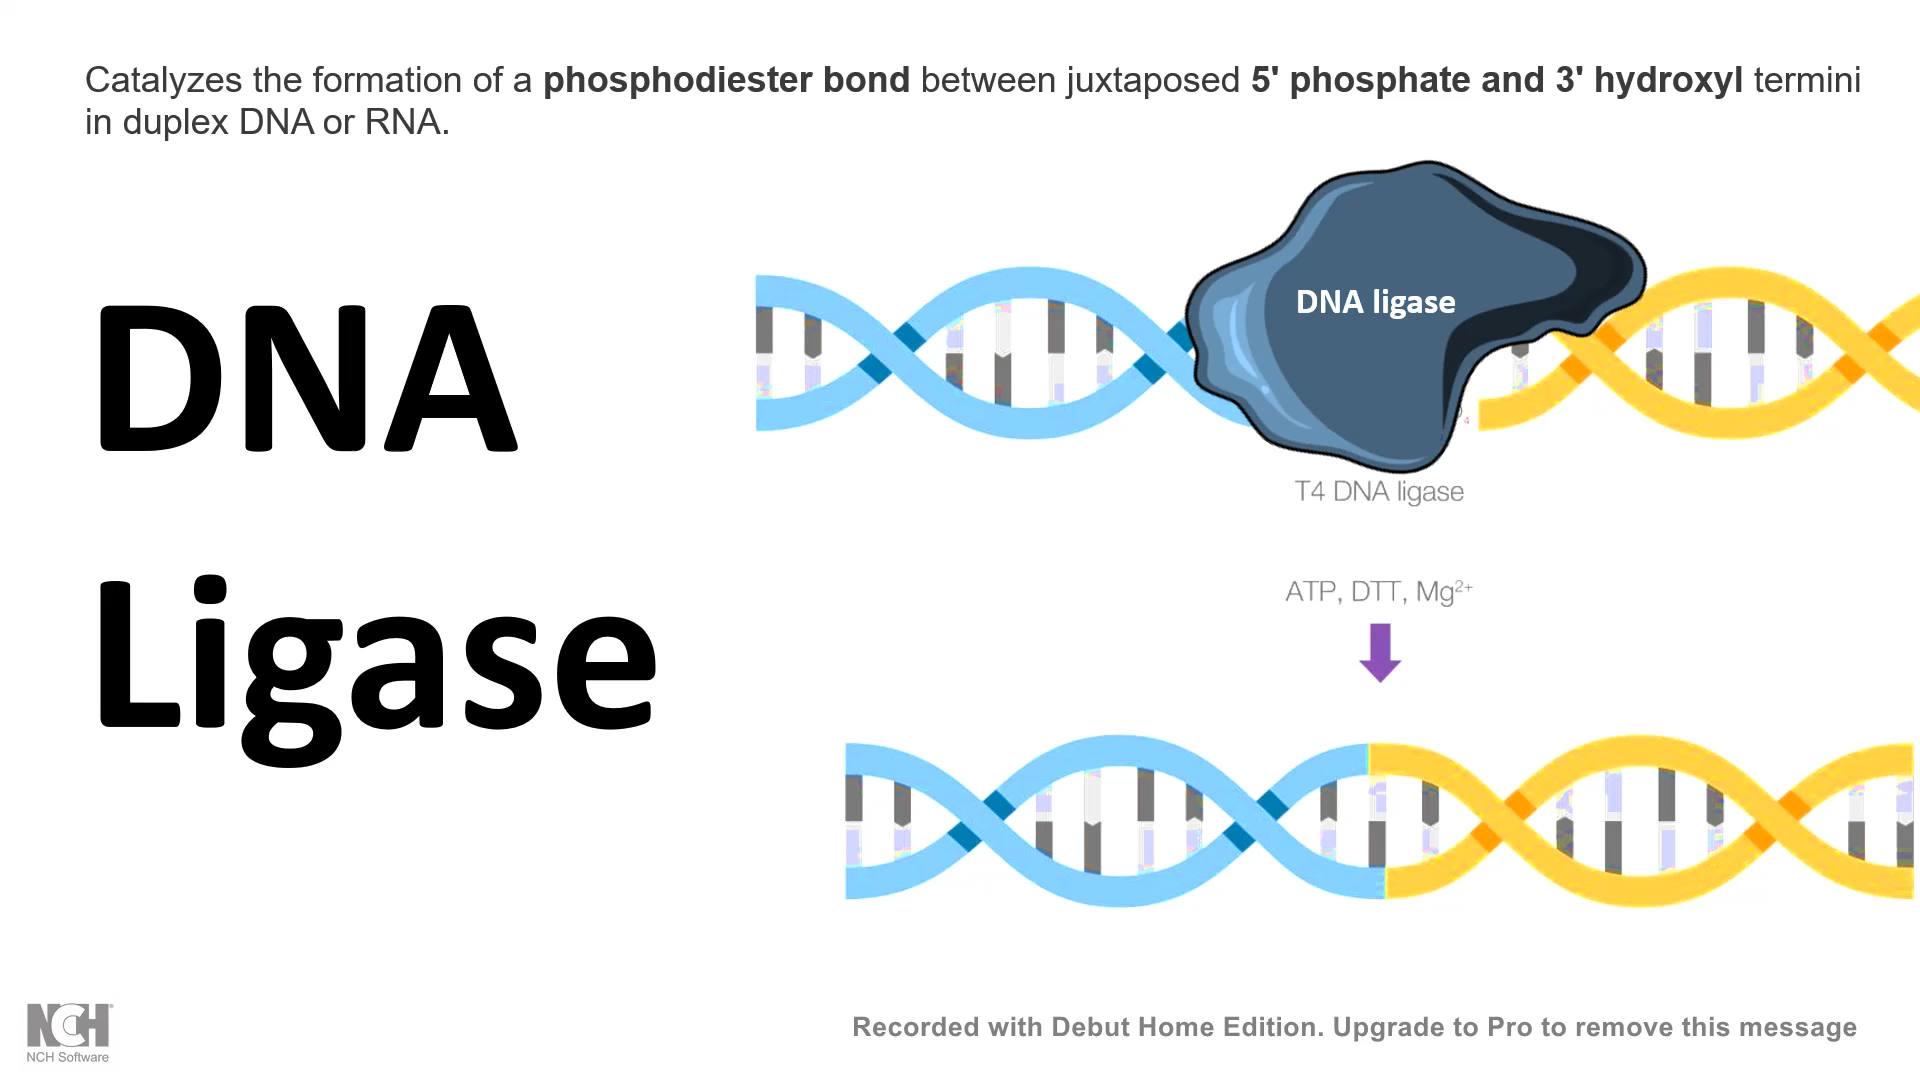 Catalyzes the formation of a phosphodiester bond between juxtaposed 5' phosphate and 3' hydroxyl termini
in duplex DNA or RNA.
DNA
Ligase
DNA ligase
T4 DNA ligase
ATP, DTT, Mg²⁺
NCH
NCH Software
Recorded with Debut Home Edition. Upgrade to Pro to remove this message